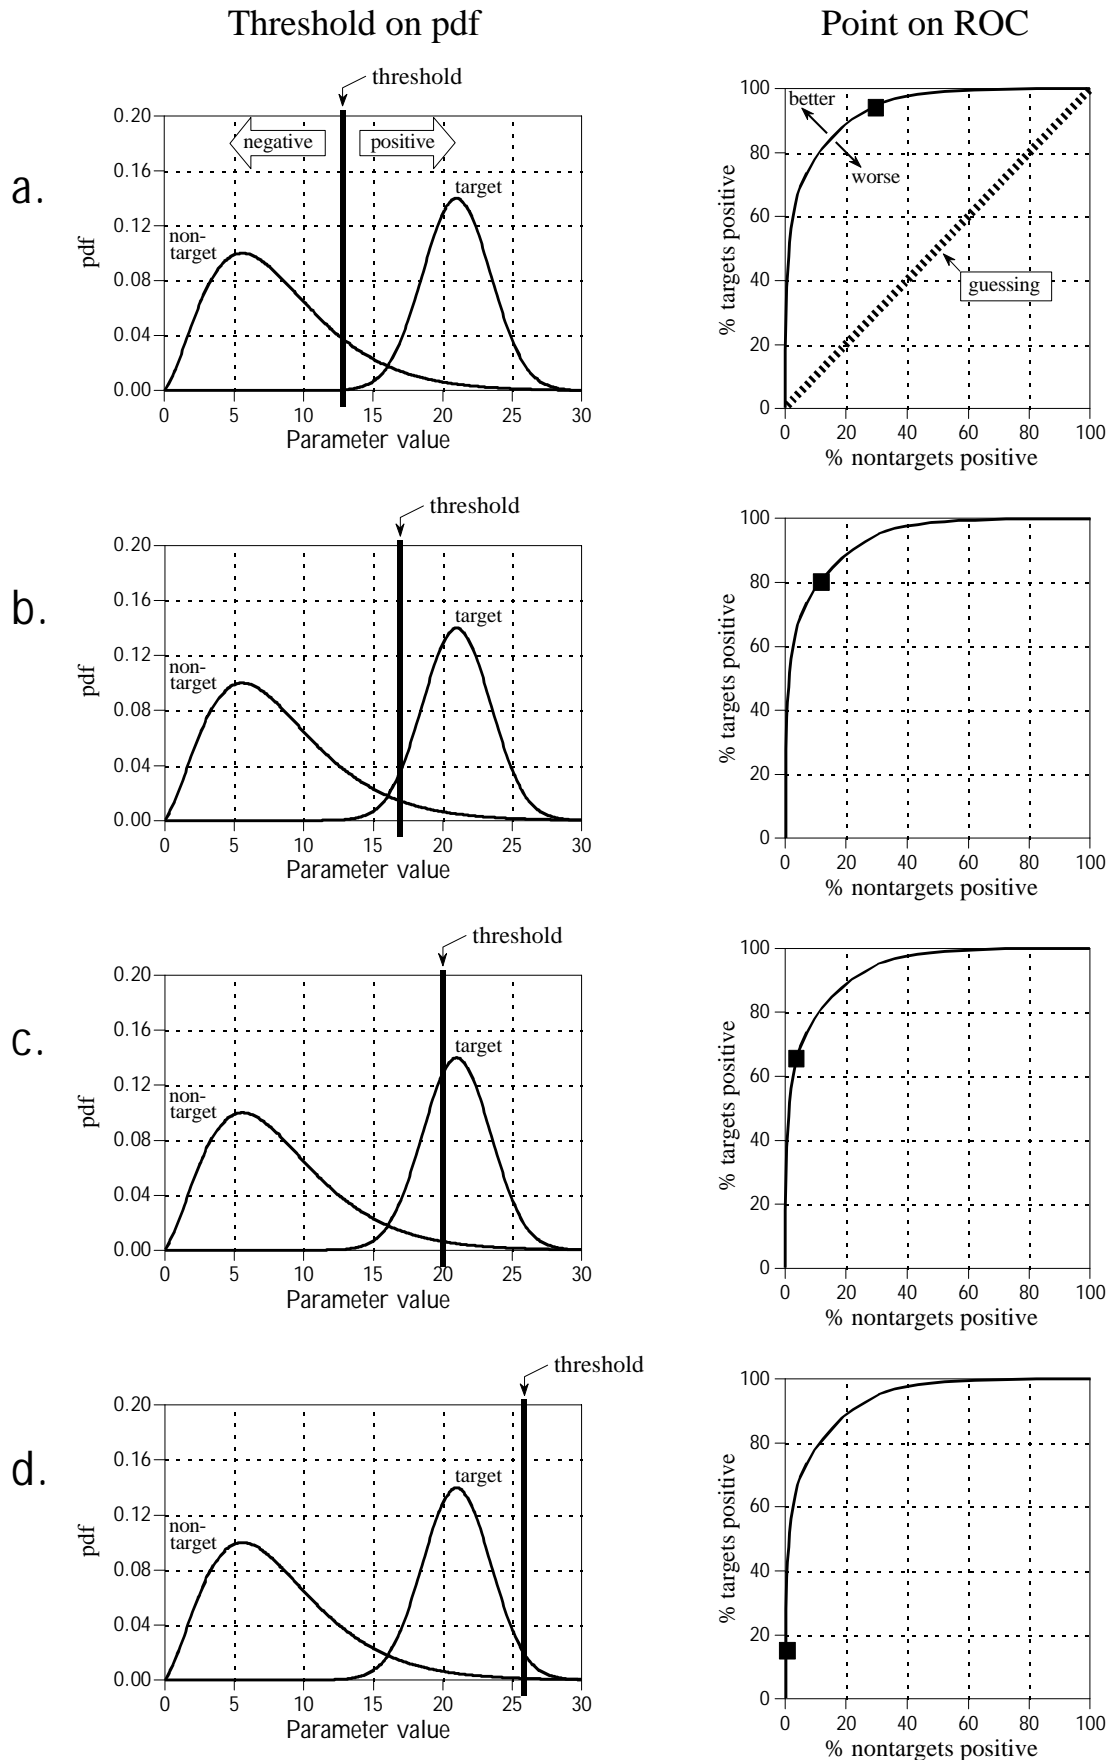 Threshold on pdf
Point on ROC
a.
threshold
negative
positive
target
non-
target
pdf
0.20
0.16
0.12
0.08
0.04
0.00
0 5 10 15 20 25 30
Parameter value
% targets positive
100
80
60
40
20
0
better
worse
guessing
0 20 40 60 80 100
% nontargets positive
b.
threshold
target
non-
target
pdf
0.20
0.16
0.12
0.08
0.04
0.00
0 5 10 15 20 25 30
Parameter value
% targets positive
100
80
60
40
20
0
0 20 40 60 80 100
% nontargets positive
c.
threshold
target
non-
target
pdf
0.20
0.16
0.12
0.08
0.04
0.00
0 5 10 15 20 25 30
Parameter value
% targets positive
100
80
60
40
20
0
0 20 40 60 80 100
% nontargets positive
d.
threshold
target
non-
target
pdf
0.20
0.16
0.12
0.08
0.04
0.00
0 5 10 15 20 25 30
Parameter value
% targets positive
100
80
60
40
20
0
0 20 40 60 80 100
% nontargets positive